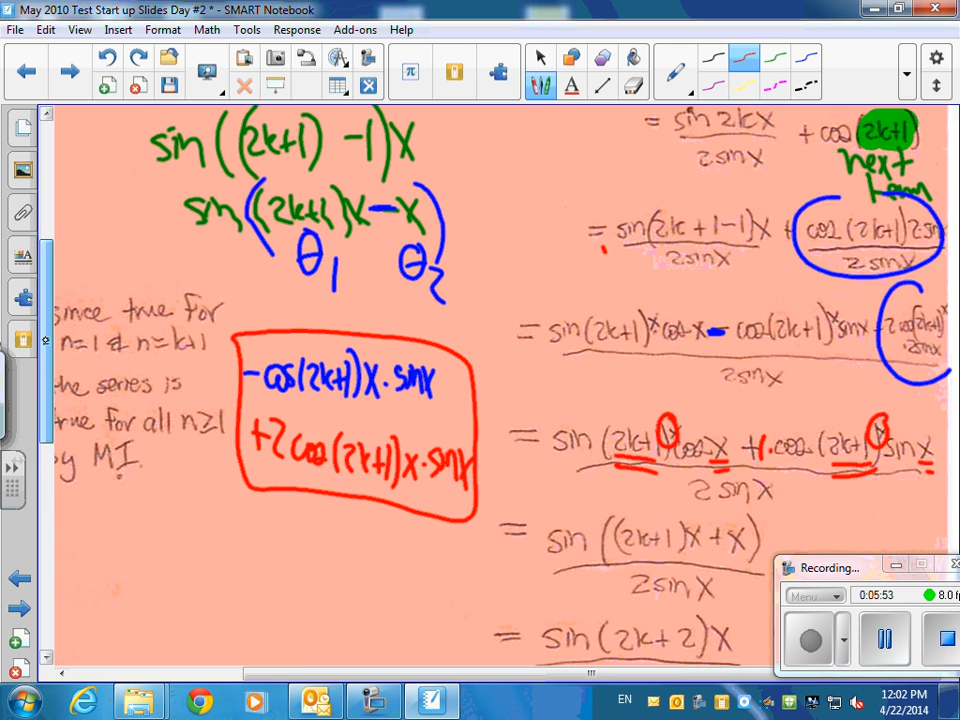 May 2010 Test Start up Slides Day #2 * - SMART Notebook
File Edit View Insert Format Math Tools Response Add-ons Help
sin((2k+1) -1)X
sin((2k+1)X-X)
θ1 θ2
since true for
n=1 & n=k+1
the series is
true for all n≥1
by MI.
-cos(2k+1)X·sinx
+2cos(2k+1)X·sinx
= sin 2kx / 2sinx + cos(2k+1)
next
term
= sin(2k+1-1)X / 2sinx + cos(2k+1)2sin / 2sinx
= sin(2k+1)x cosx - cos(2k+1)x sinx + 2cos(2k+1)x ·sinx / 2sinx
= sin(2k+1)x cosx + 1·cos(2k+1)x sinx / 2sinx
= sin((2k+1)X+X) / 2sinx
= sin(2k+2)X
Recording...
Menu 0:05:53 8.0 f
EN
12:02 PM
4/22/2014